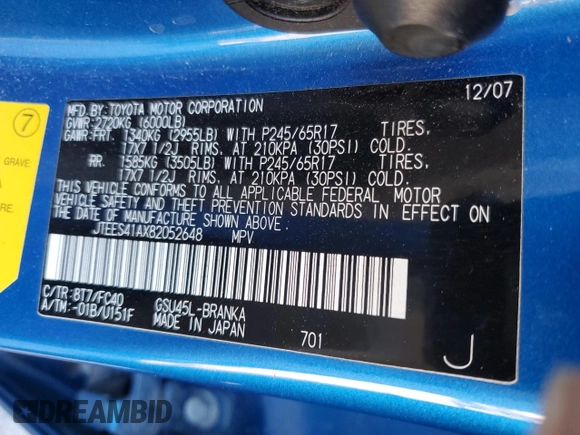 12/07
MFD.BY:TOYOTA MOTOR CORPORATION
GVWR:2720KG (6000LB)
GAWR:FRT. 1340KG (2955LB) WITH P245/65R17 TIRES,
17X7 1/2J RIMS, AT 210KPA (30PSI) COLD.
RR. 1585KG (3505LB) WITH P245/65R17 TIRES,
17X7 1/2J RIMS, AT 210KPA (30PSI) COLD.
THIS VEHICLE CONFORMS TO ALL APPLICABLE FEDERAL MOTOR
VEHICLE SAFETY AND THEFT PREVENTION STANDARDS IN EFFECT ON
THE DATE OF MANUFACTURE SHOWN ABOVE.
JTEES41AX82052648 MPV
C/TR:8T7/FC40 GSU45L-BRANKA
A/TM:-01B/U151F MADE IN JAPAN 701
J
7
GRAVE:
RE.
DREAMBID